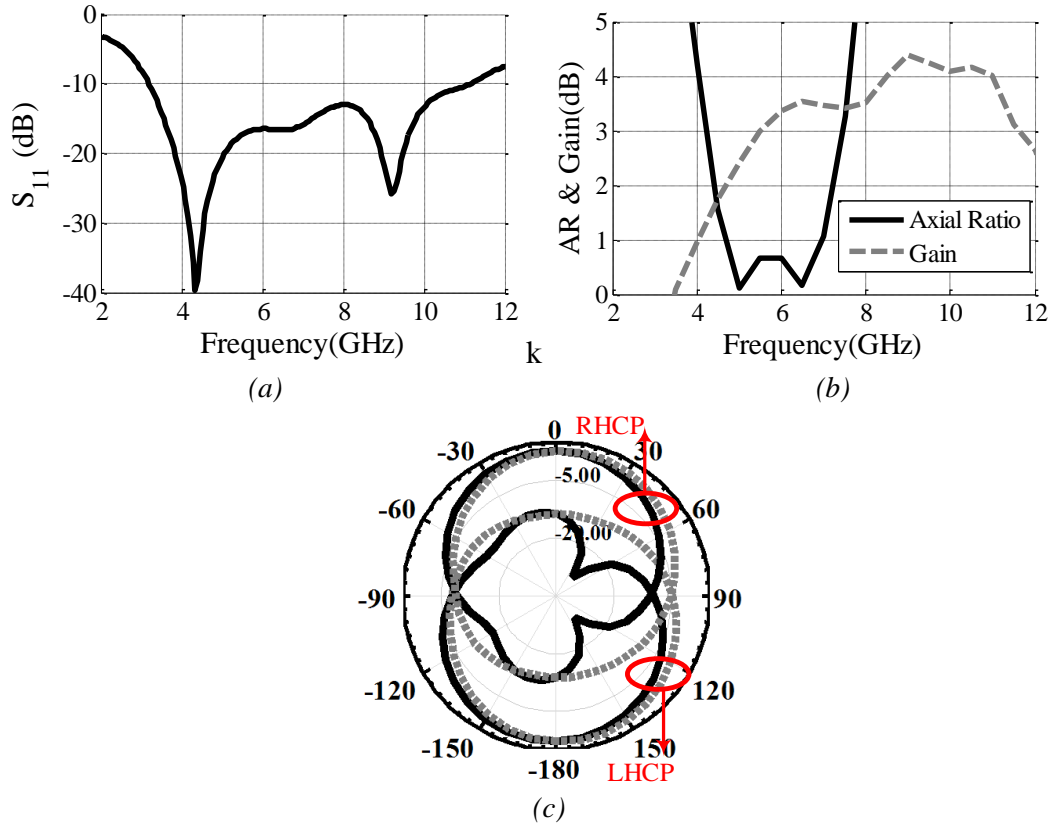 0
-10
-20
-30
-40
S11 (dB)
2 4 6 8 10 12
Frequency(GHz)
(a)
k
5
4
3
2
1
0
AR & Gain(dB)
Axial Ratio
Gain
2 4 6 8 10 12
Frequency(GHz)
(b)
RHCP
0
-30 30
-5.00
-60 60
-20.00
-90 90
-120 120
-150 150
-180
LHCP
(c)